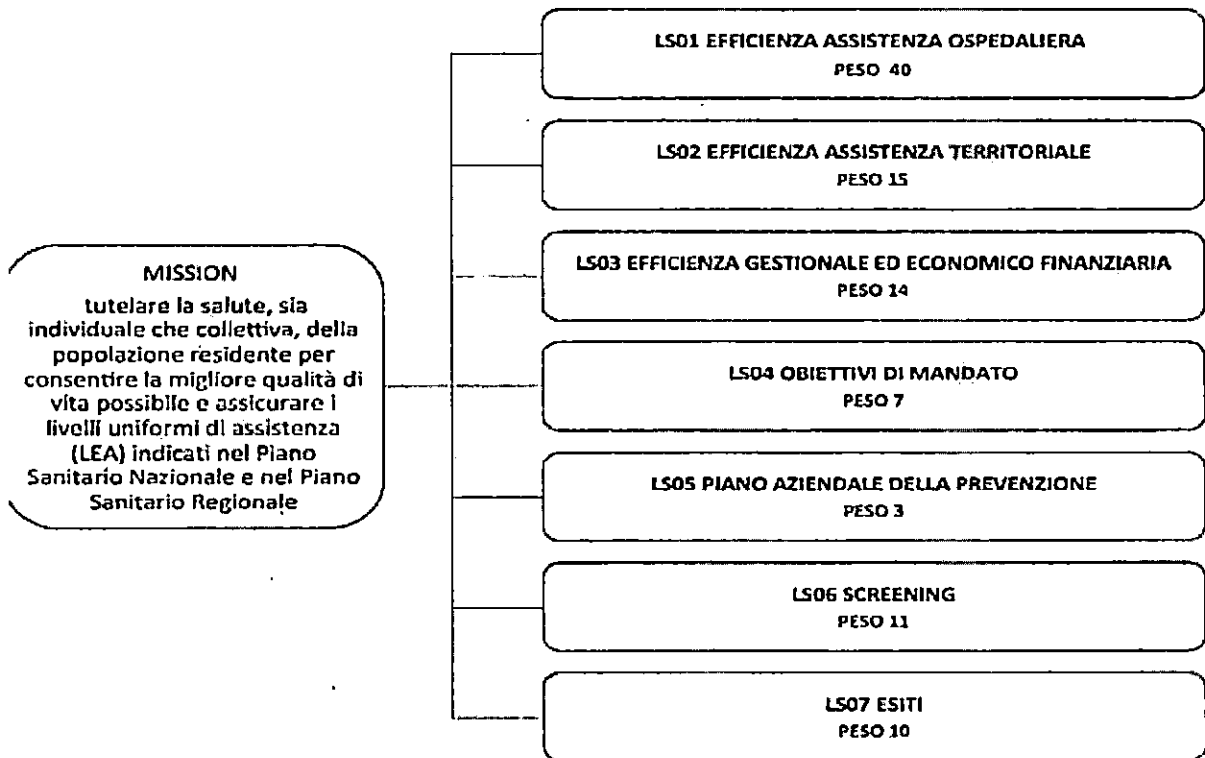 MISSION
tutelare la salute, sia
individuale che collettiva, della
popolazione residente per
consentire la migliore qualità di
vita possibile e assicurare i
livelli uniformi di assistenza
(LEA) indicati nel Piano
Sanitario Nazionale e nel Piano
Sanitario Regionale
LS01 EFFICIENZA ASSISTENZA OSPEDALIERA
PESO 40
LS02 EFFICIENZA ASSISTENZA TERRITORIALE
PESO 15
LS03 EFFICIENZA GESTIONALE ED ECONOMICO FINANZIARIA
PESO 14
LS04 OBIETTIVI DI MANDATO
PESO 7
LS05 PIANO AZIENDALE DELLA PREVENZIONE
PESO 3
LS06 SCREENING
PESO 11
LS07 ESITI
PESO 10